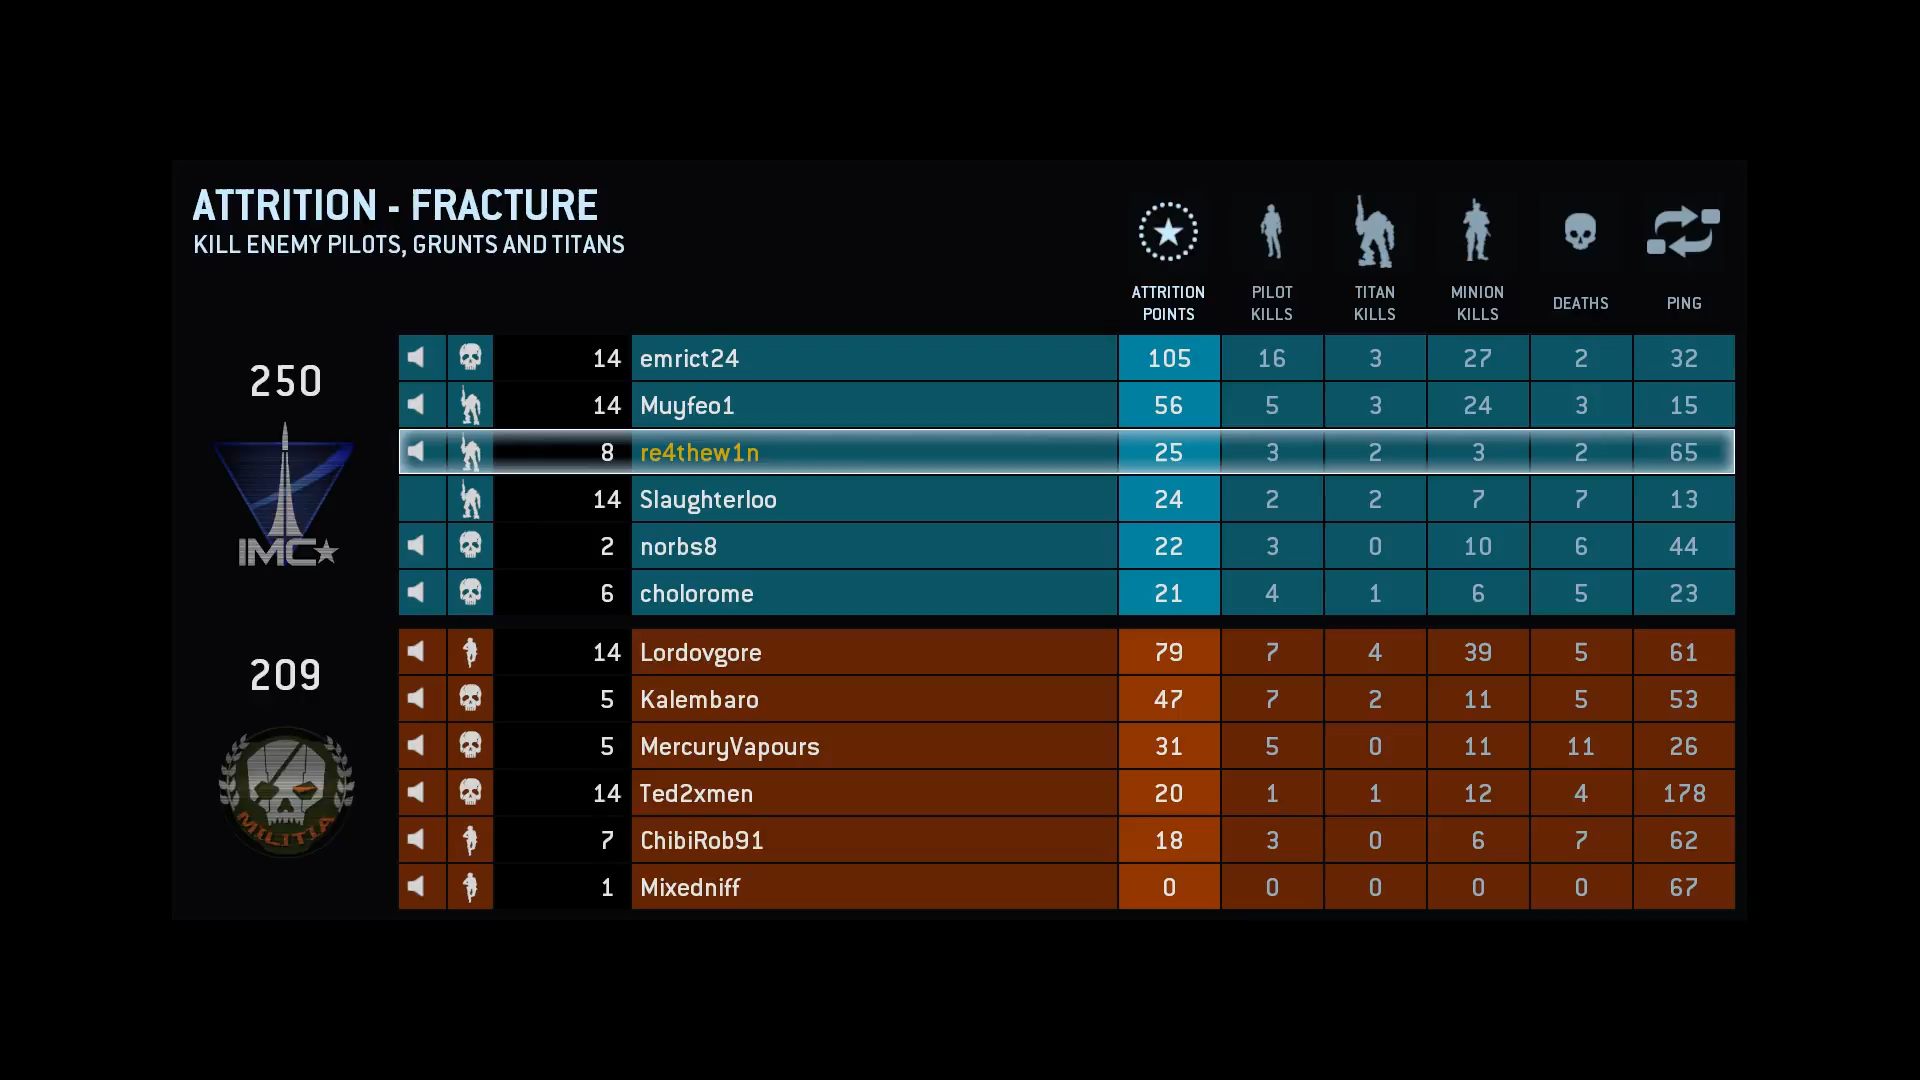 ATTRITION - FRACTURE
KILL ENEMY PILOTS, GRUNTS AND TITANS
ATTRITION POINTS PILOT KILLS TITAN KILLS MINION KILLS DEATHS PING
250
IMC
14 emrict24 105 16 3 27 2 32
14 Muyfeo1 56 5 3 24 3 15
8 re4thew1n 25 3 2 3 2 65
14 Slaughterloo 24 2 2 7 7 13
2 norbs8 22 3 0 10 6 44
6 cholorome 21 4 1 6 5 23
209
MILITIA
14 Lordovgore 79 7 4 39 5 61
5 Kalembaro 47 7 2 11 5 53
5 MercuryVapours 31 5 0 11 11 26
14 Ted2xmen 20 1 1 12 4 178
7 ChibiRob91 18 3 0 6 7 62
1 Mixedniff 0 0 0 0 0 67